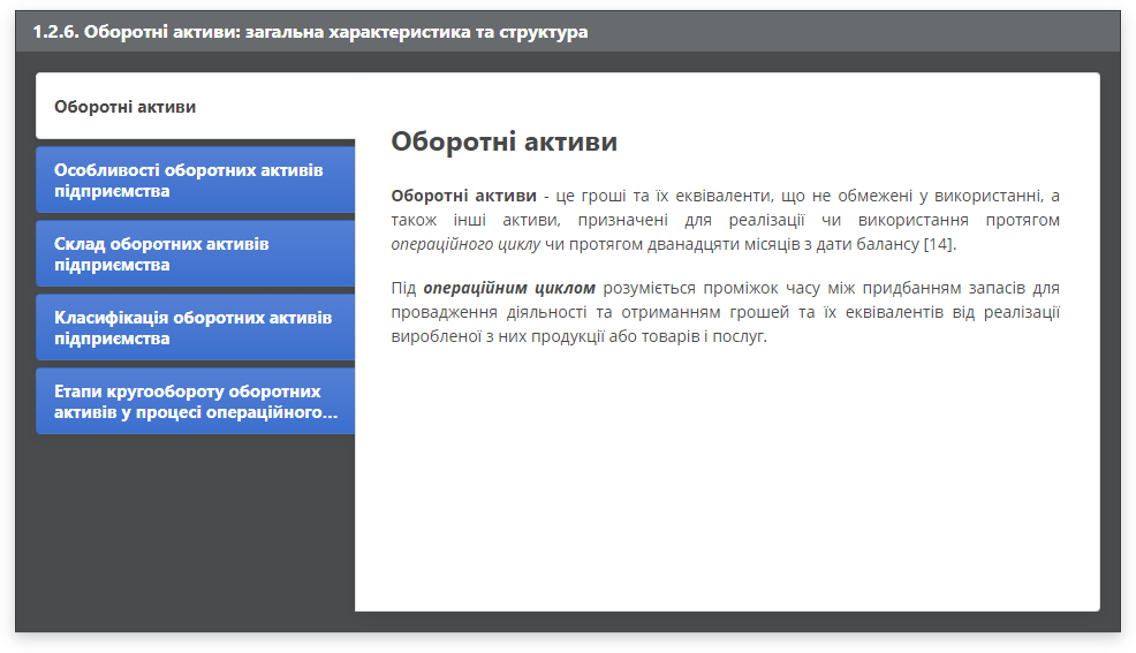 1.2.6. Оборотні активи: загальна характеристика та структура
Оборотні активи
Особливості оборотних активів
підприємства
Склад оборотних активів
підприємства
Класифікація оборотних активів
підприємства
Етапи кругообороту оборотних
активів у процесі операційного...
Оборотні активи
Оборотні активи - це гроші та їх еквіваленти, що не обмежені у використанні, а
також інші активи, призначені для реалізації чи використання протягом
операційного циклу чи протягом дванадцяти місяців з дати балансу [14].
Під операційним циклом розуміється проміжок часу між придбанням запасів для
провадження діяльності та отриманням грошей та їх еквівалентів від реалізації
виробленої з них продукції або товарів і послуг.